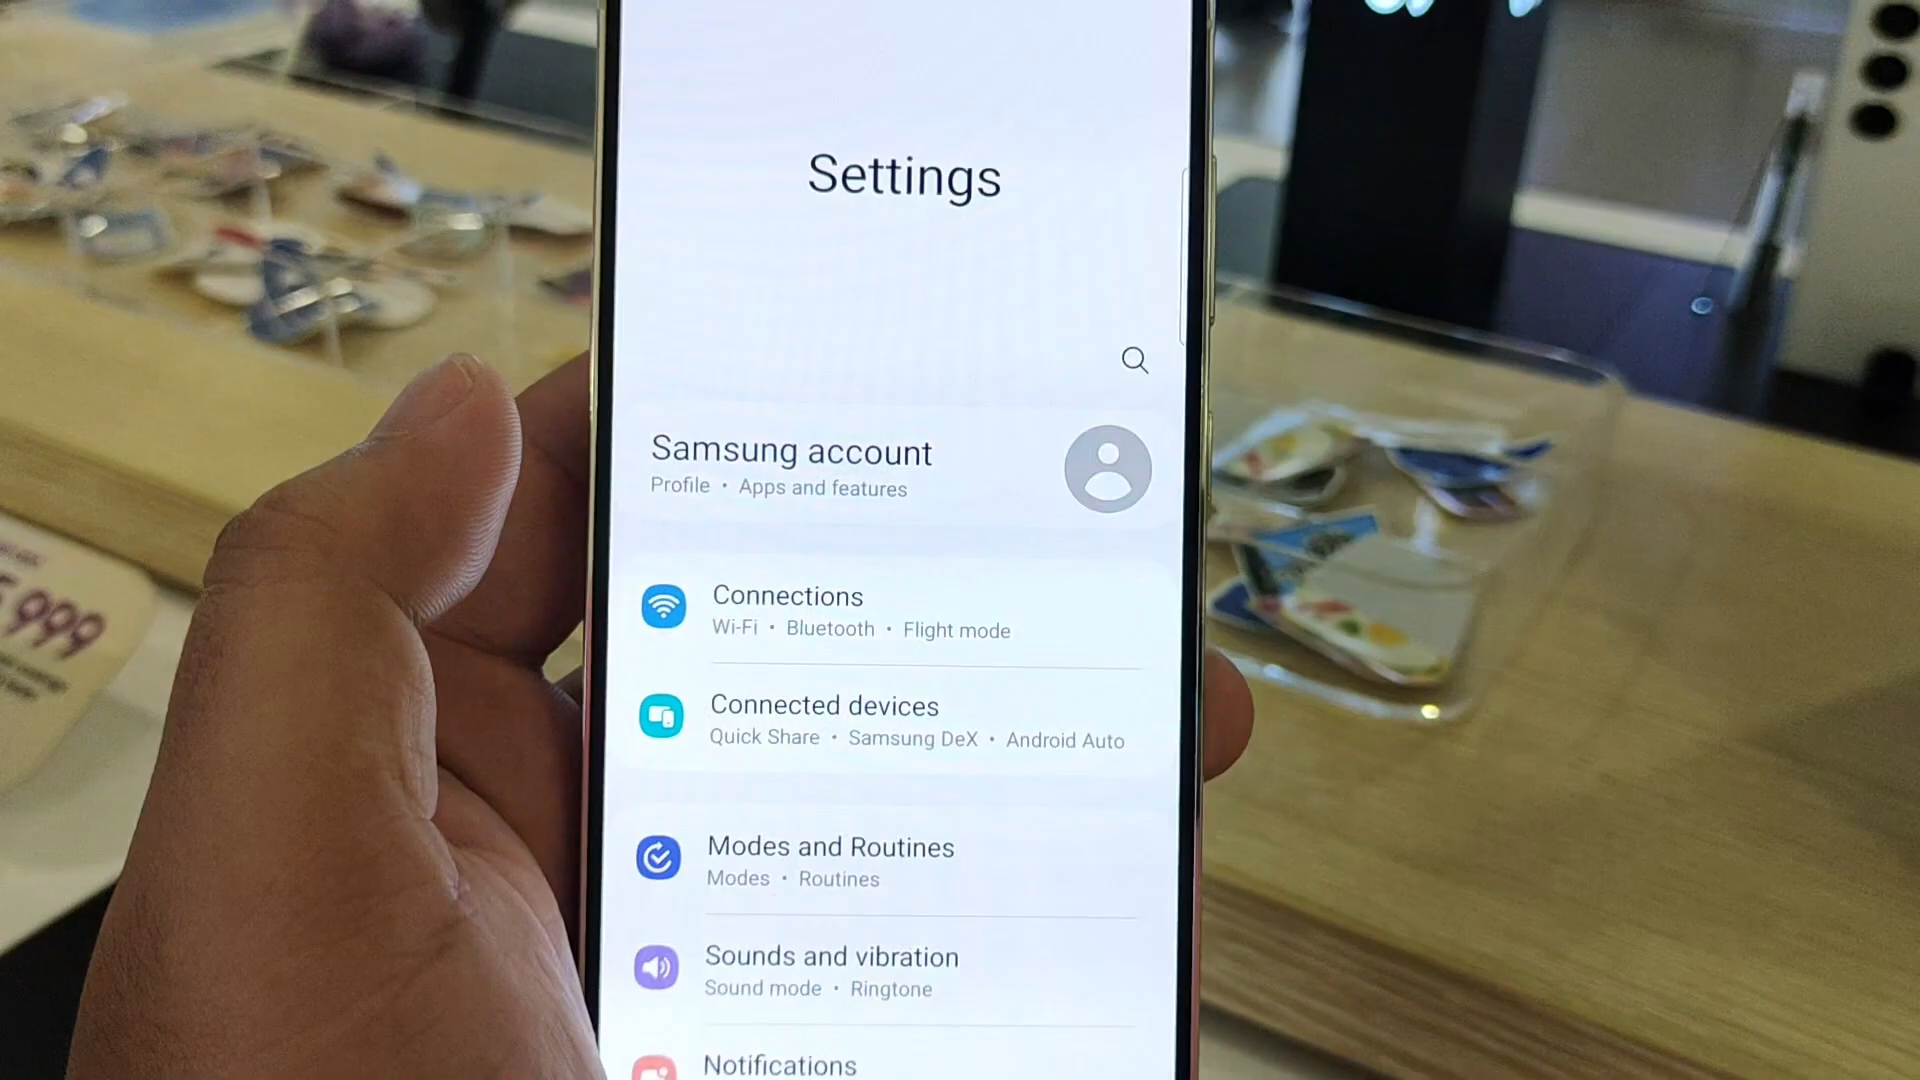 Settings
Samsung account
Profile • Apps and features
Connections
Wi-Fi • Bluetooth • Flight mode
Connected devices
Quick Share • Samsung DeX • Android Auto
Modes and Routines
Modes • Routines
Sounds and vibration
Sound mode • Ringtone
Notifications
999